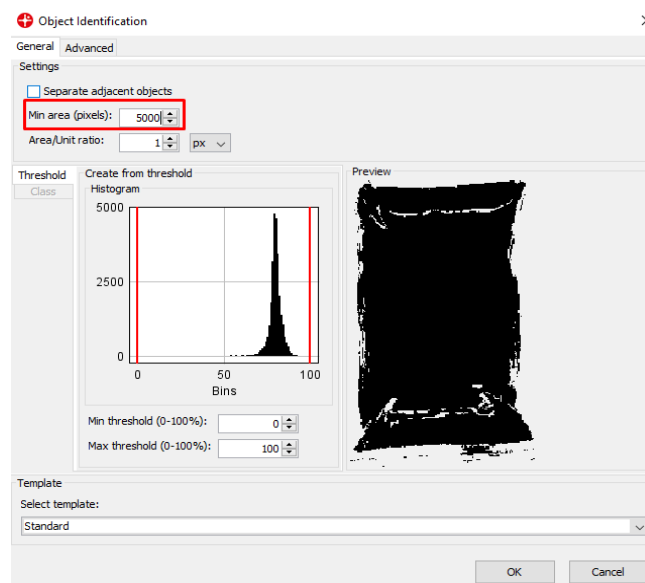 Object Identification
General Advanced
Settings
Separate adjacent objects
Min area (pixels): 5000
Area/Unit ratio: 1 px
Threshold
Class
Create from threshold
Histogram
5000
2500
0
0 50 100
Bins
Min threshold (0-100%): 0
Max threshold (0-100%): 100
Preview
Template
Select template:
Standard
OK Cancel